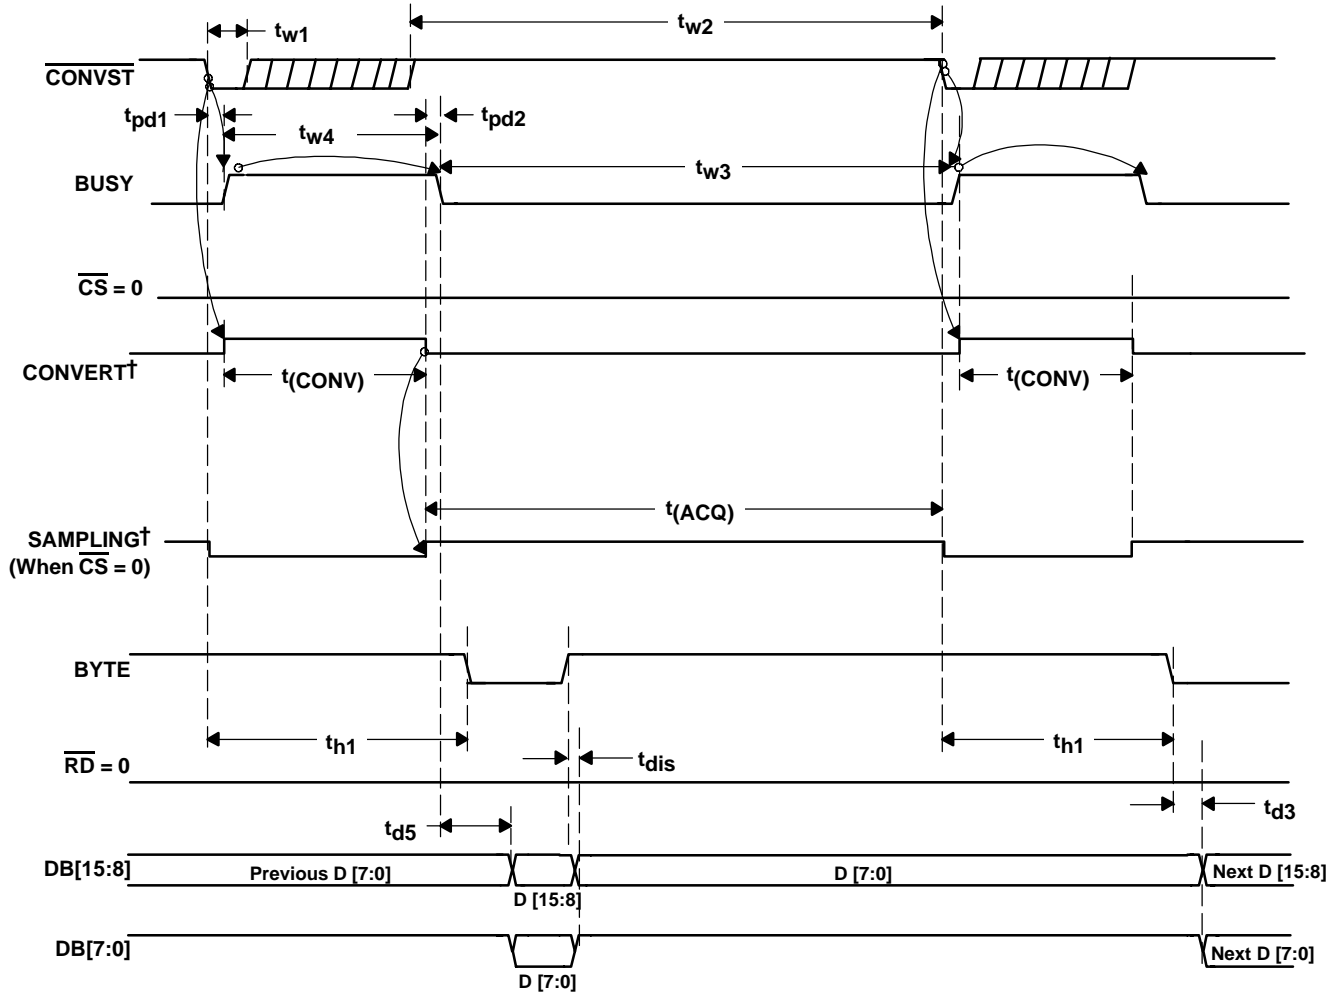 tw1
tw2
CONVST
tpd1
tw4
tpd2
BUSY
tw3
CS = 0
CONVERT†
t(CONV)
t(CONV)
t(ACQ)
SAMPLING†
(When CS = 0)
BYTE
th1
th1
RD = 0
tdis
td5
td3
DB[15:8]
Previous D [7:0]
D [15:8]
D [7:0]
Next D [15:8]
DB[7:0]
D [7:0]
Next D [7:0]